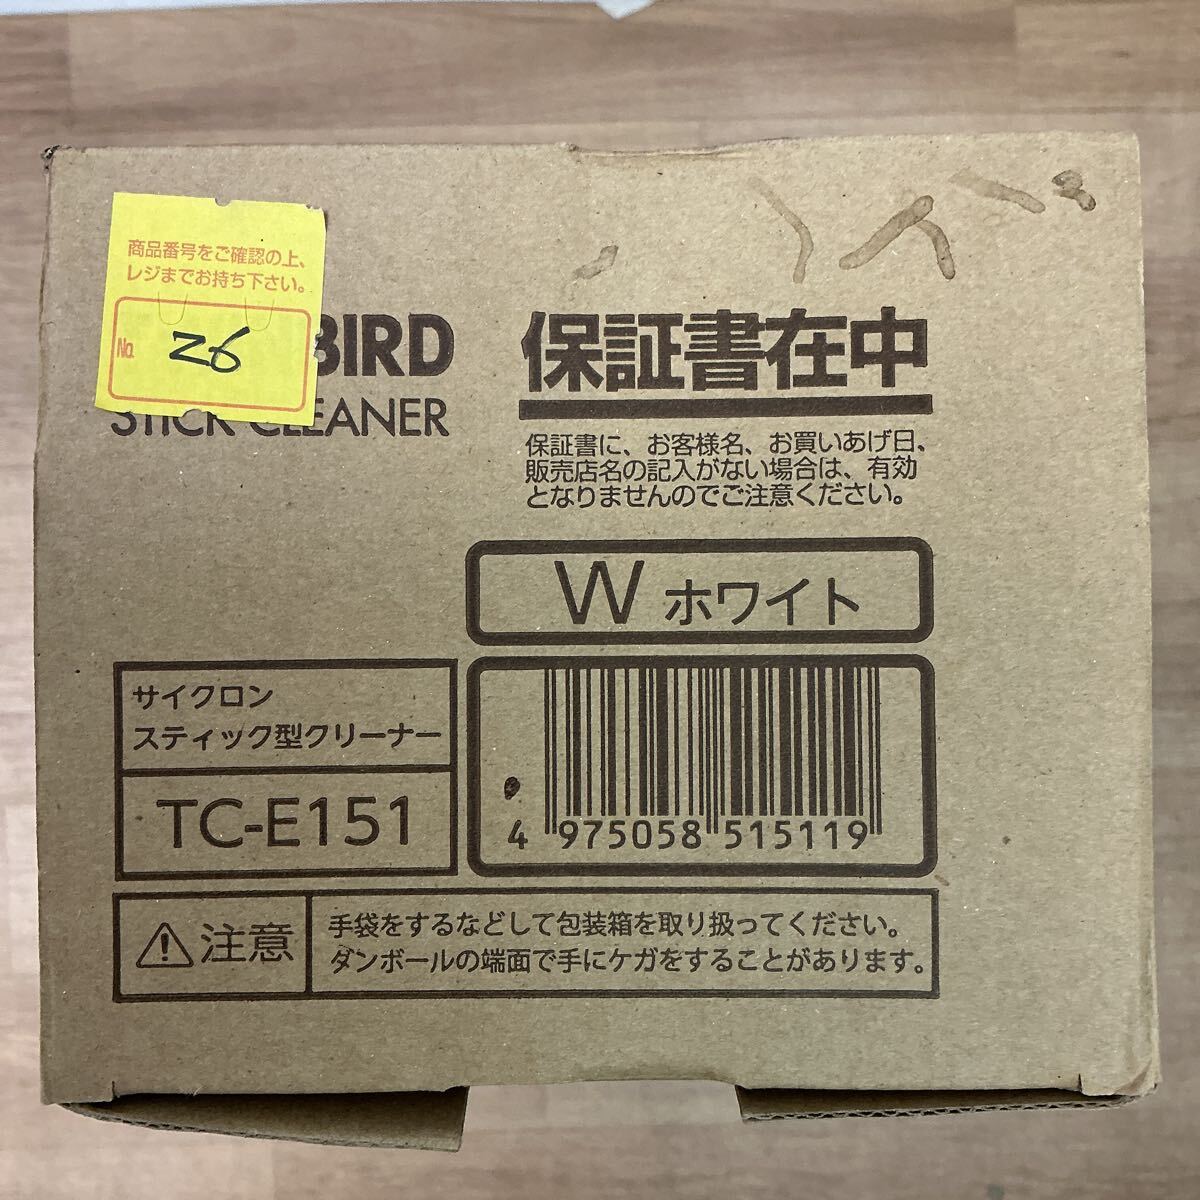 商品番号をご確認の上、
レジまでお持ち下さい。
No. Z6
BIRD
STICK CLEANER
保証書在中
保証書に、お客様名、お買いあげ日、
販売店名の記入がない場合は、有効
となりませんのでご注意ください。
W ホワイト
サイクロン
スティック型クリーナー
TC-E151
4 975058 515119
注意
手袋をするなどして包装箱を取り扱ってください。
ダンボールの端面で手にケガをすることがあります。